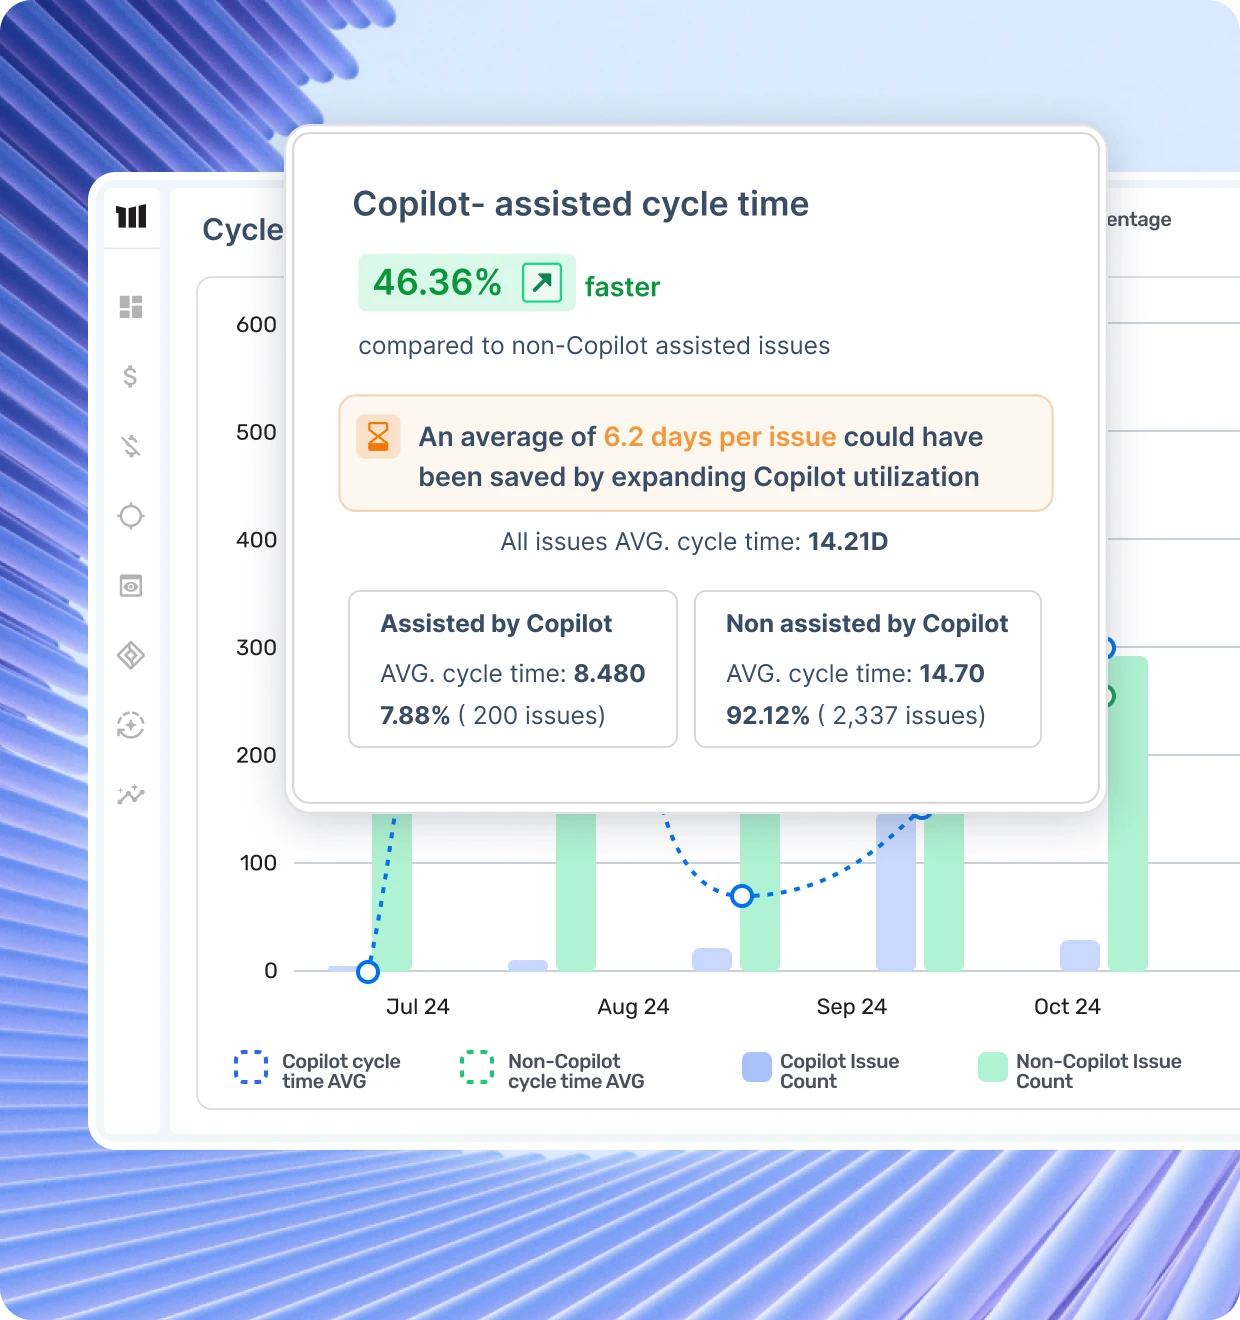 Copilot- assisted cycle time
46.36%
faster
compared to non-Copilot assisted issues
An average of 6.2 days per issue could have
been saved by expanding Copilot utilization
All issues AVG. cycle time: 14.21D
Assisted by Copilot
AVG. cycle time: 8.480
7.88% ( 200 issues)
Non assisted by Copilot
AVG. cycle time: 14.70
92.12% ( 2,337 issues)
Cycle
entage
600
500
400
300
200
100
0
Jul 24
Aug 24
Sep 24
Oct 24
Copilot cycle
time AVG
Non-Copilot
cycle time AVG
Copilot Issue
Count
Non-Copilot Issue
Count